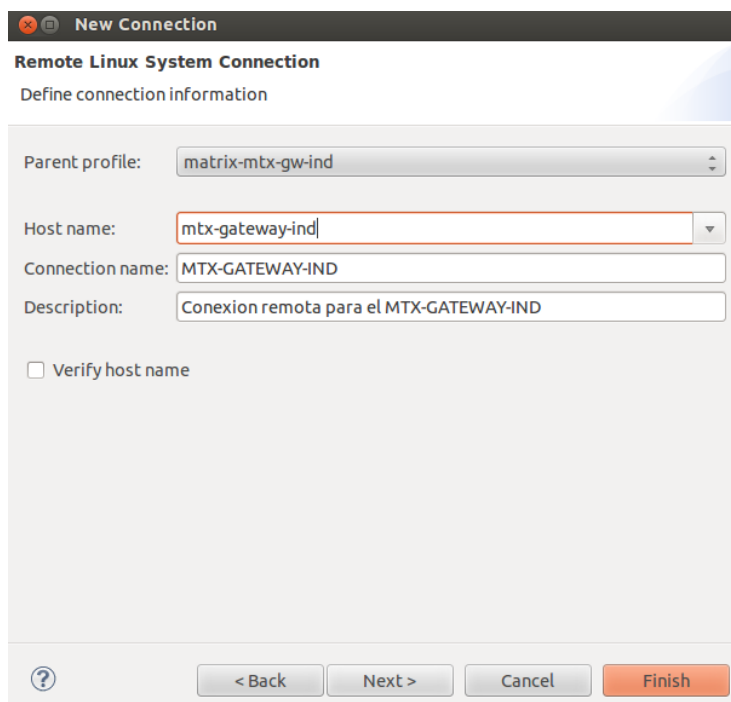 New Connection
Remote Linux System Connection
Define connection information
Parent profile: matrix-mtx-gw-ind
Host name: mtx-gateway-ind
Connection name: MTX-GATEWAY-IND
Description: Conexion remota para el MTX-GATEWAY-IND
Verify host name
? < Back Next > Cancel Finish